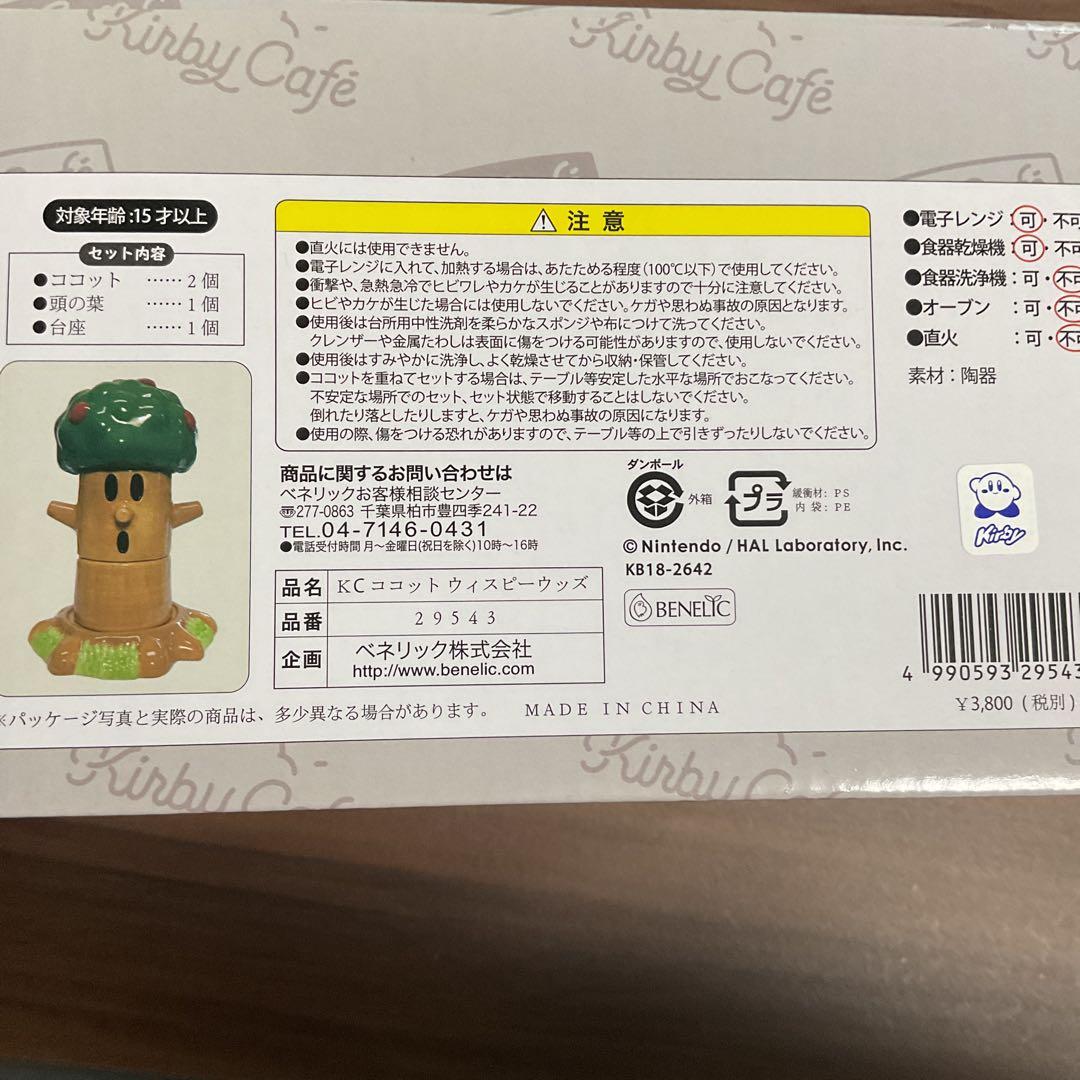 Kirby Café
Kirby Café
対象年齢:15才以上
セット内容
●ココット ⋯⋯ 2個
●頭の葉 ⋯⋯ 1個
●台座 ⋯⋯ 1個
⚠ 注意
●直火には使用できません。
●電子レンジに入れて、加熱する場合は、あたためる程度(100℃以下)で使用してください。
●衝撃や、急熱急冷でヒビワレやカケが生じることがありますので十分に注意してください。
●ヒビやカケが生じた場合には使用しないでください。ケガや思わぬ事故の原因となります。
●使用後は台所用中性洗剤を柔らかなスポンジや布につけて洗ってください。
クレンザーや金属たわしは表面に傷をつける可能性がありますので、使用しないでください。
●使用後はすみやかに洗浄し、よく乾燥させてから収納・保管してください。
●ココットを重ねてセットする場合は、テーブル等安定した水平な場所でおこなってください。
不安定な場所でのセット、セット状態で移動することはしないでください。
倒れたり落としたりしますと、ケガや思わぬ事故の原因になります。
●使用の際、傷をつける恐れがありますので、テーブル等の上で引きずったりしないでください。
●電子レンジ:可・不可
●食器乾燥機:可・不可
●食器洗浄機:可・不可
●オーブン :可・不可
●直火 :可・不可
素材:陶器
商品に関するお問い合わせは
ベネリックお客様相談センター
〠277-0863 千葉県柏市豊四季241-22
TEL.04-7146-0431
●電話受付時間 月〜金曜日(祝日を除く)10時〜16時
ダンボール
外箱
プラ
緩衝材: PS
内 袋: PE
© Nintendo / HAL Laboratory, Inc.
KB18-2642
BENELIC
Kirby
品名 KCココット ウィスピーウッズ
品番 29543
企画 ベネリック株式会社
http://www.benelic.com
4 990593 29543
¥3,800 (税別)
※パッケージ写真と実際の商品は、多少異なる場合があります。 MADE IN CHINA
Kirby Café
Kirby Café